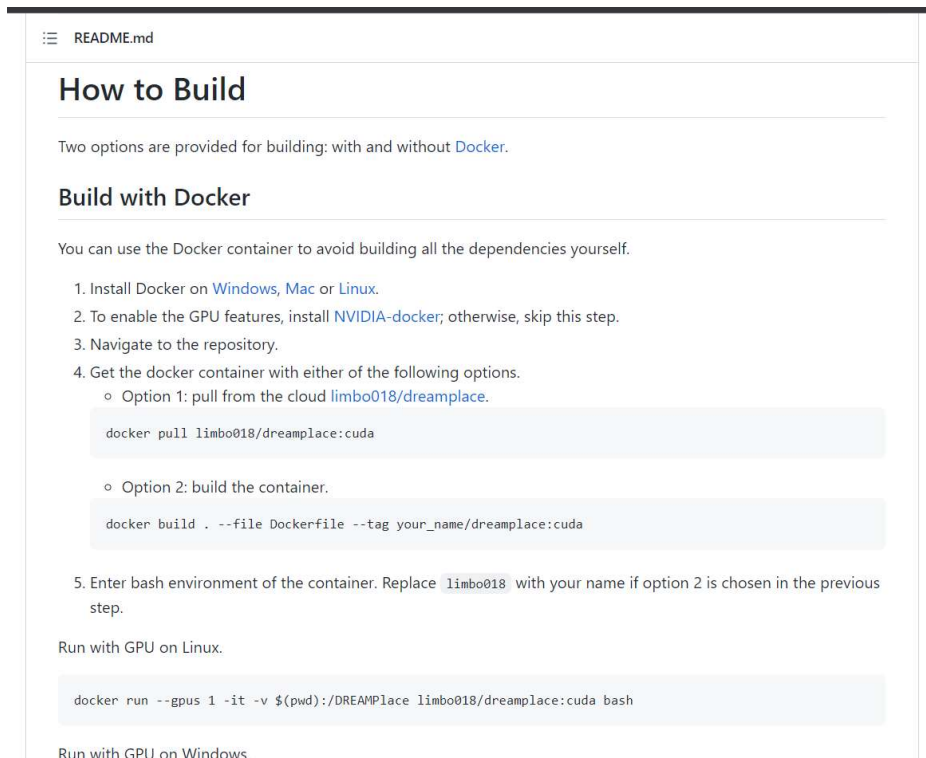 README.md
How to Build
Two options are provided for building: with and without Docker.
Build with Docker
You can use the Docker container to avoid building all the dependencies yourself.
1. Install Docker on Windows, Mac or Linux.
2. To enable the GPU features, install NVIDIA-docker; otherwise, skip this step.
3. Navigate to the repository.
4. Get the docker container with either of the following options.
Option 1: pull from the cloud limbo018/dreamplace.
docker pull limbo018/dreamplace:cuda
Option 2: build the container.
docker build . --file Dockerfile --tag your_name/dreamplace:cuda
5. Enter bash environment of the container. Replace limbo018 with your name if option 2 is chosen in the previous
step.
Run with GPU on Linux.
docker run --gpus 1 -it -v $(pwd):/DREAMPlace limbo018/dreamplace:cuda bash
Run with GPU on Windows